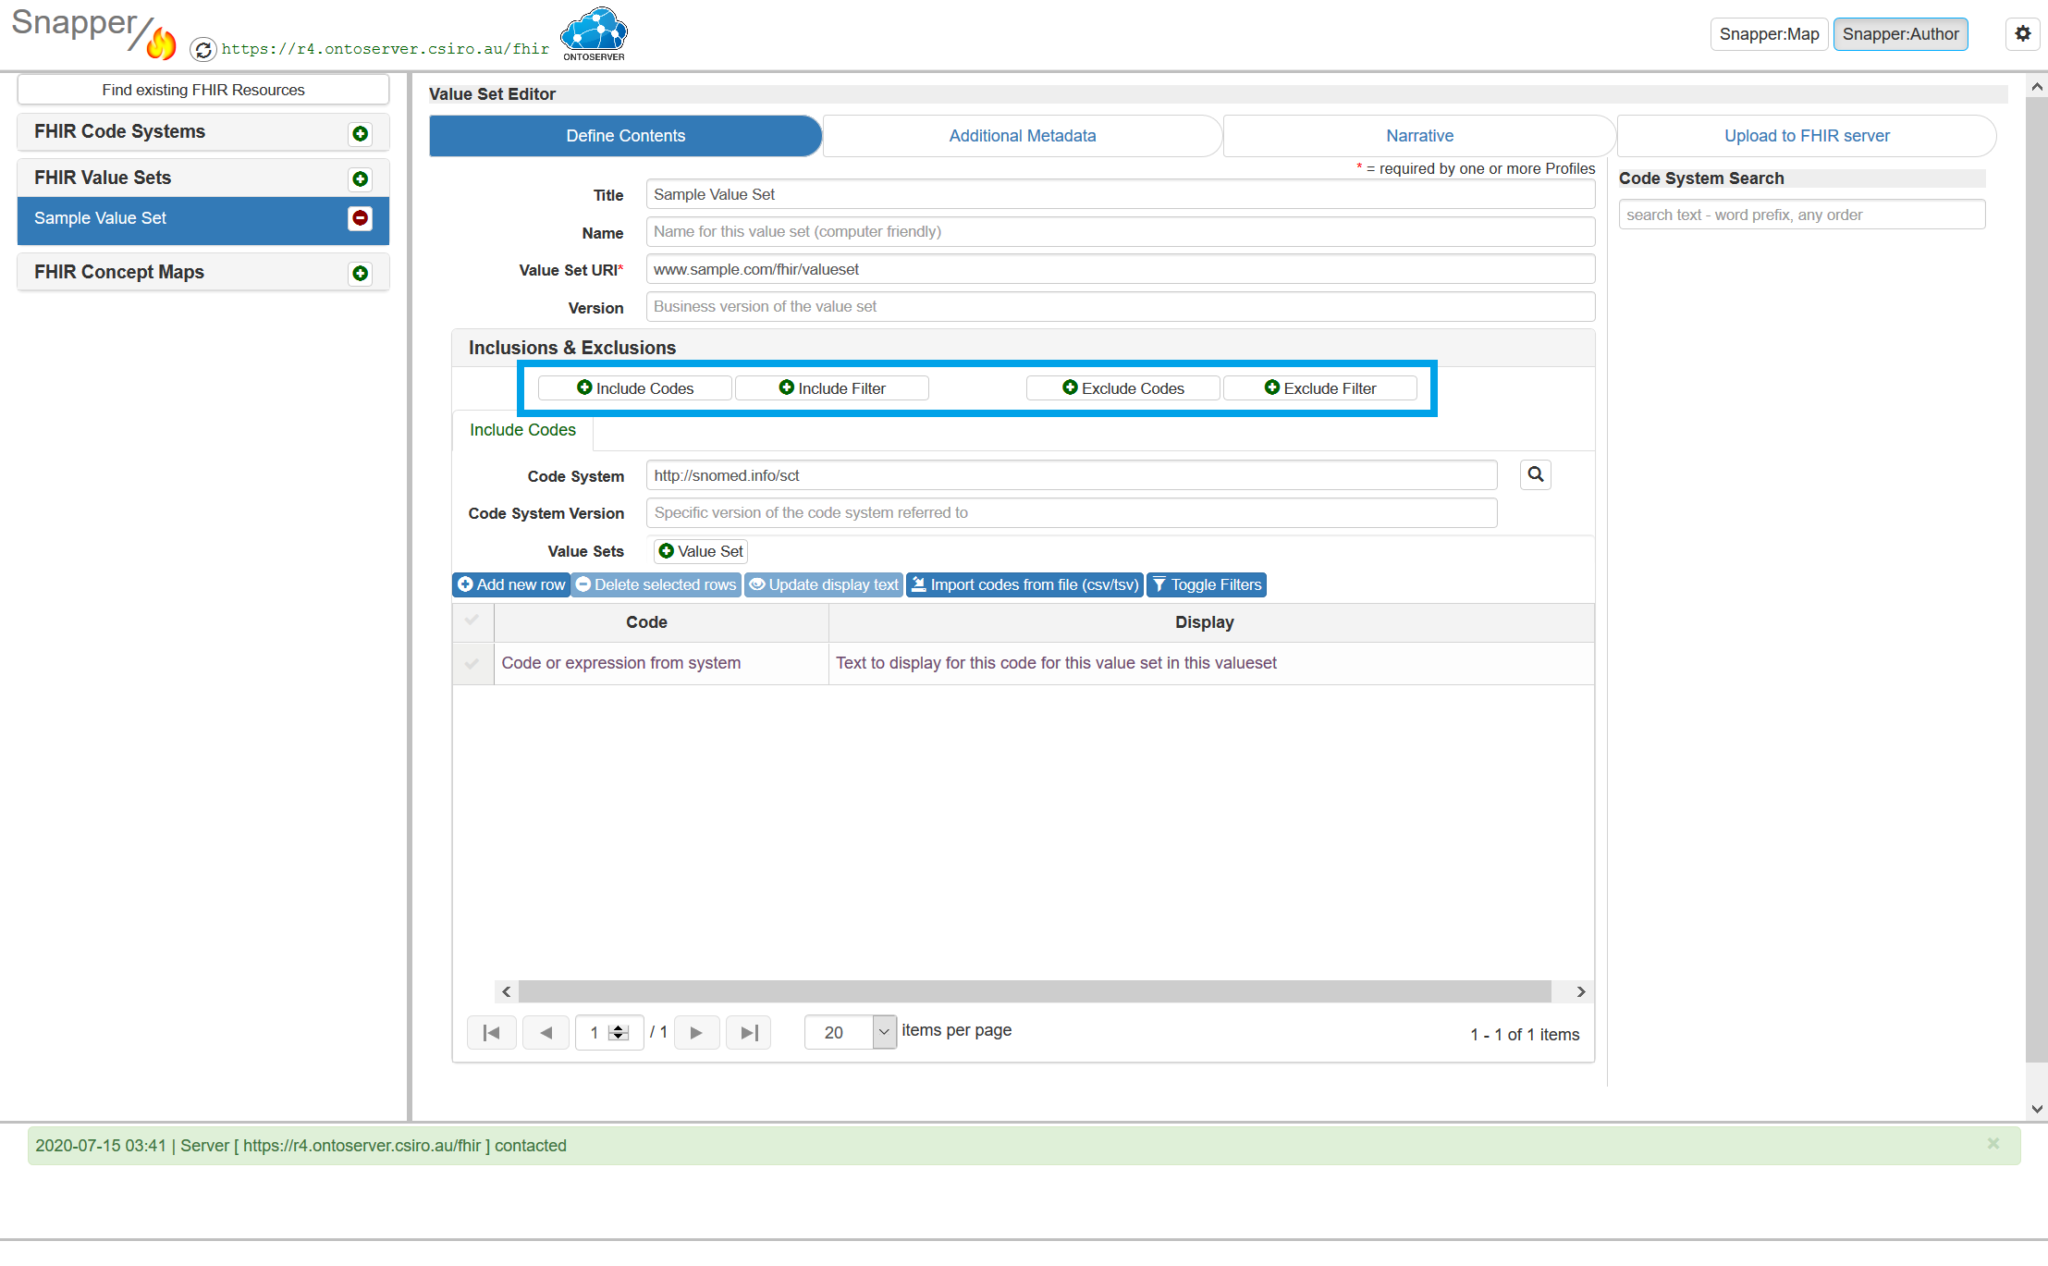 Snapper
https://r4.ontoserver.csiro.au/fhir
ONTOSERVER
Snapper:Map
Snapper:Author
Find existing FHIR Resources
FHIR Code Systems
FHIR Value Sets
Sample Value Set
FHIR Concept Maps
Value Set Editor
Define Contents
Additional Metadata
Narrative
Upload to FHIR server
* = required by one or more Profiles
Title
Sample Value Set
Name
Name for this value set (computer friendly)
Value Set URI*
www.sample.com/fhir/valueset
Version
Business version of the value set
Inclusions & Exclusions
Include Codes
Include Filter
Exclude Codes
Exclude Filter
Include Codes
Code System
http://snomed.info/sct
Code System Version
Specific version of the code system referred to
Value Sets
Value Set
Add new row
Delete selected rows
Update display text
Import codes from file (csv/tsv)
Toggle Filters
Code
Display
Code or expression from system
Text to display for this code for this value set in this valueset
1
/ 1
20
items per page
1 - 1 of 1 items
Code System Search
search text - word prefix, any order
2020-07-15 03:41 | Server [ https://r4.ontoserver.csiro.au/fhir ] contacted